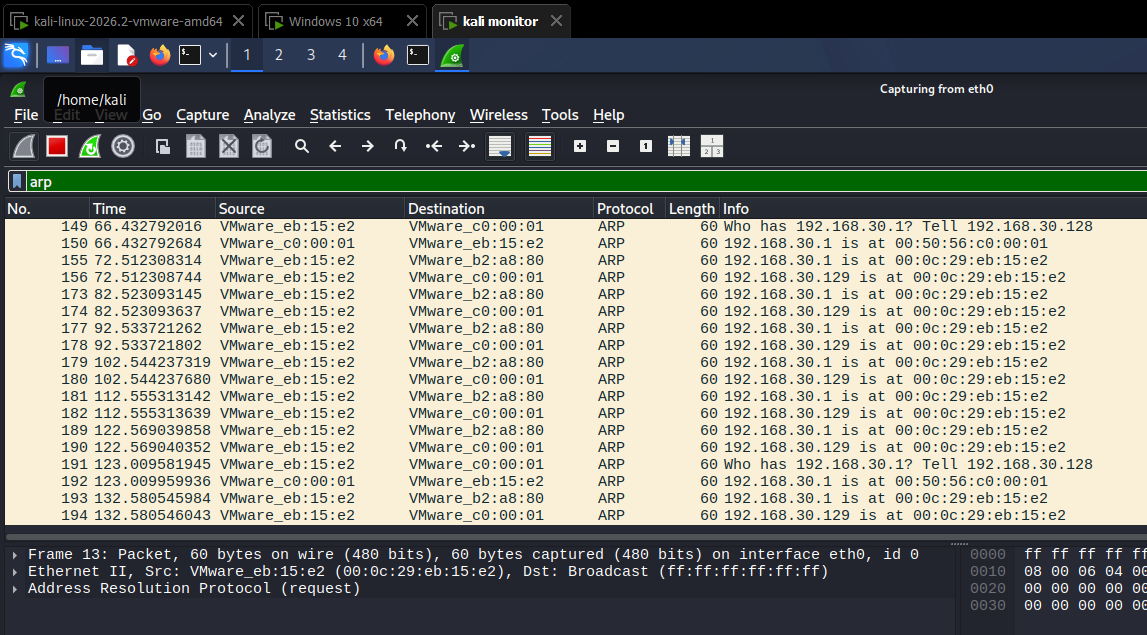 kali-linux-2026.2-vmware-amd64 Windows 10 x64 kali monitor
1 2 3 4
/home/kali
Capturing from eth0
File Edit View Go Capture Analyze Statistics Telephony Wireless Tools Help
arp
No. Time Source Destination Protocol Length Info
149 66.432792016 VMware_eb:15:e2 VMware_c0:00:01 ARP 60 Who has 192.168.30.1? Tell 192.168.30.128
150 66.432792684 VMware_c0:00:01 VMware_eb:15:e2 ARP 60 192.168.30.1 is at 00:50:56:c0:00:01
155 72.512308314 VMware_eb:15:e2 VMware_b2:a8:80 ARP 60 192.168.30.1 is at 00:0c:29:eb:15:e2
156 72.512308744 VMware_eb:15:e2 VMware_c0:00:01 ARP 60 192.168.30.129 is at 00:0c:29:eb:15:e2
173 82.523093145 VMware_eb:15:e2 VMware_b2:a8:80 ARP 60 192.168.30.1 is at 00:0c:29:eb:15:e2
174 82.523093637 VMware_eb:15:e2 VMware_c0:00:01 ARP 60 192.168.30.129 is at 00:0c:29:eb:15:e2
177 92.533721262 VMware_eb:15:e2 VMware_b2:a8:80 ARP 60 192.168.30.1 is at 00:0c:29:eb:15:e2
178 92.533721802 VMware_eb:15:e2 VMware_c0:00:01 ARP 60 192.168.30.129 is at 00:0c:29:eb:15:e2
179 102.544237319 VMware_eb:15:e2 VMware_b2:a8:80 ARP 60 192.168.30.1 is at 00:0c:29:eb:15:e2
180 102.544237680 VMware_eb:15:e2 VMware_c0:00:01 ARP 60 192.168.30.129 is at 00:0c:29:eb:15:e2
181 112.555313142 VMware_eb:15:e2 VMware_b2:a8:80 ARP 60 192.168.30.1 is at 00:0c:29:eb:15:e2
182 112.555313639 VMware_eb:15:e2 VMware_c0:00:01 ARP 60 192.168.30.129 is at 00:0c:29:eb:15:e2
189 122.569039858 VMware_eb:15:e2 VMware_b2:a8:80 ARP 60 192.168.30.1 is at 00:0c:29:eb:15:e2
190 122.569040352 VMware_eb:15:e2 VMware_c0:00:01 ARP 60 192.168.30.129 is at 00:0c:29:eb:15:e2
191 123.009581945 VMware_eb:15:e2 VMware_c0:00:01 ARP 60 Who has 192.168.30.1? Tell 192.168.30.128
192 123.009959936 VMware_c0:00:01 VMware_eb:15:e2 ARP 60 192.168.30.1 is at 00:50:56:c0:00:01
193 132.580545984 VMware_eb:15:e2 VMware_b2:a8:80 ARP 60 192.168.30.1 is at 00:0c:29:eb:15:e2
194 132.580546043 VMware_eb:15:e2 VMware_c0:00:01 ARP 60 192.168.30.129 is at 00:0c:29:eb:15:e2
Frame 13: Packet, 60 bytes on wire (480 bits), 60 bytes captured (480 bits) on interface eth0, id 0
Ethernet II, Src: VMware_eb:15:e2 (00:0c:29:eb:15:e2), Dst: Broadcast (ff:ff:ff:ff:ff:ff)
Address Resolution Protocol (request)
0000 ff ff ff ff ff
0010 08 00 06 04 00
0020 00 00 00 00 00
0030 00 00 00 00 00